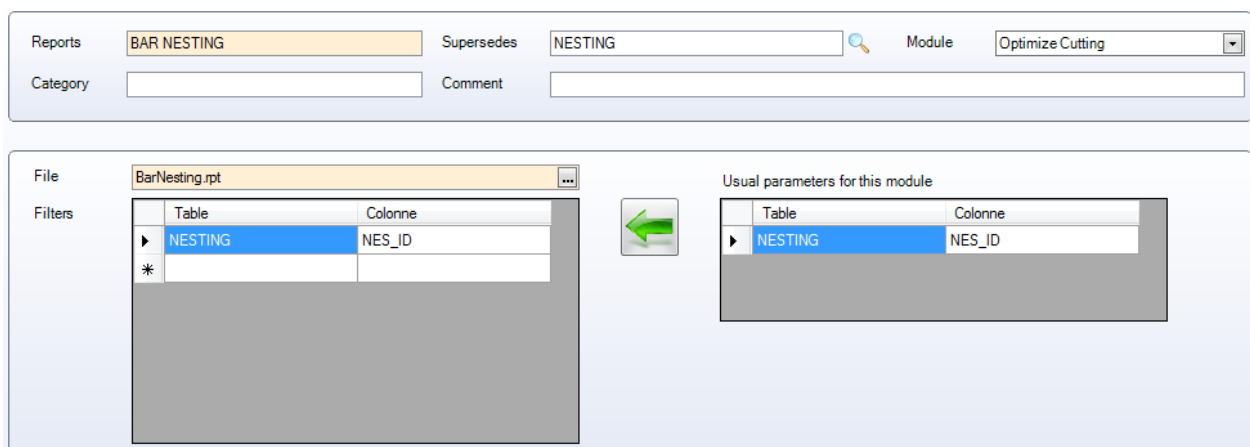 Reports BAR NESTING Supersedes NESTING Module Optimize Cutting
Category Comment
File BarNesting.rpt ... Usual parameters for this module
Filters Table Colonne Table Colonne
NESTING NES_ID NESTING NES_ID